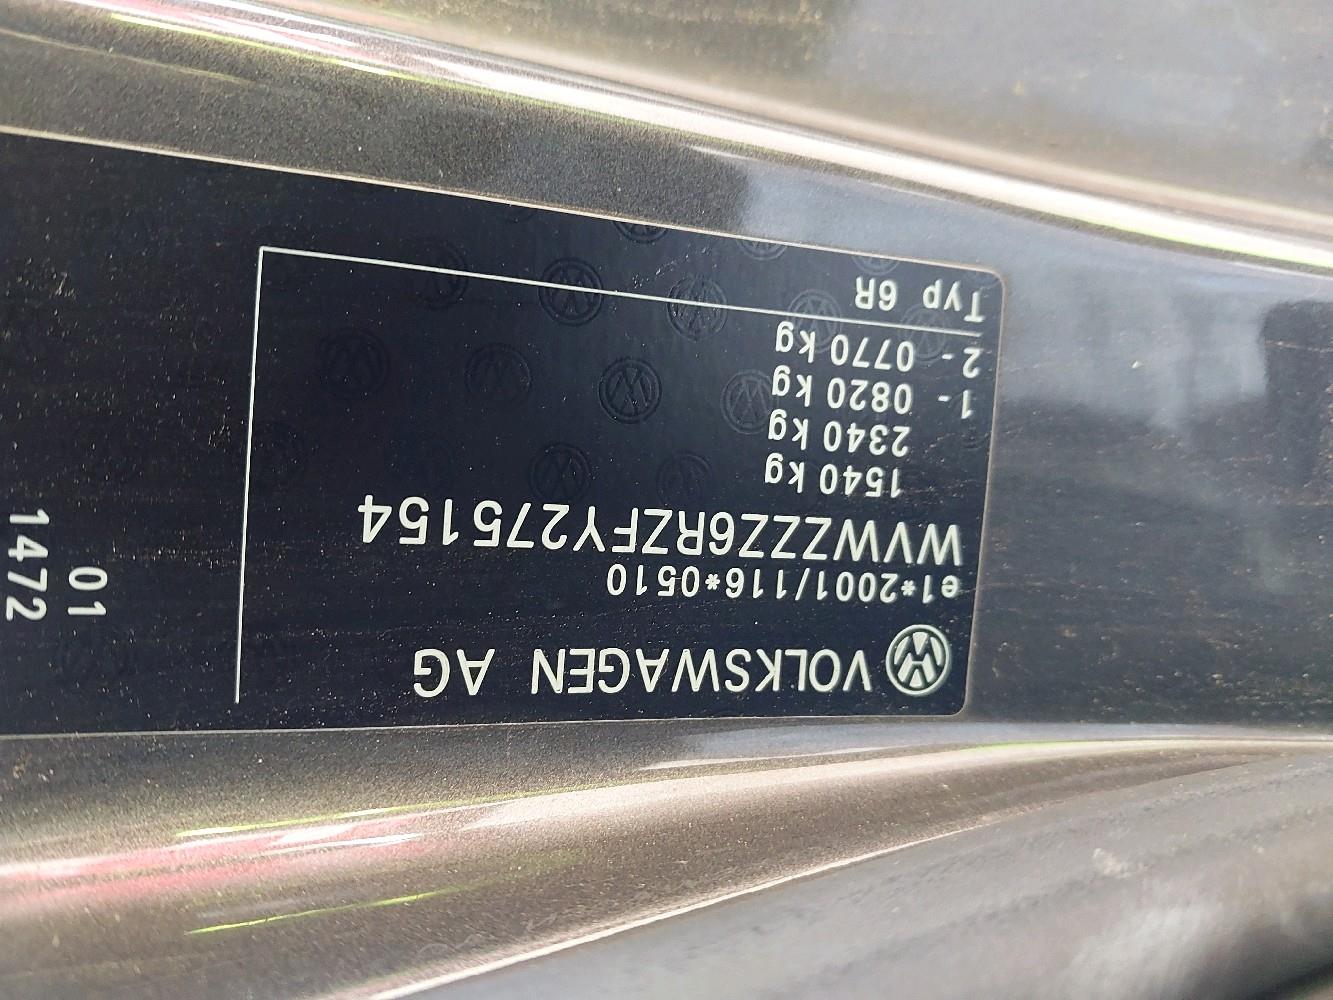 VOLKSWAGEN AG
e1*2001/116*0510
WVWZZZ6RZFY275154
1540 kg
2340 kg
1 - 0820 kg
2 - 0770 kg
Typ 6R
01
1472